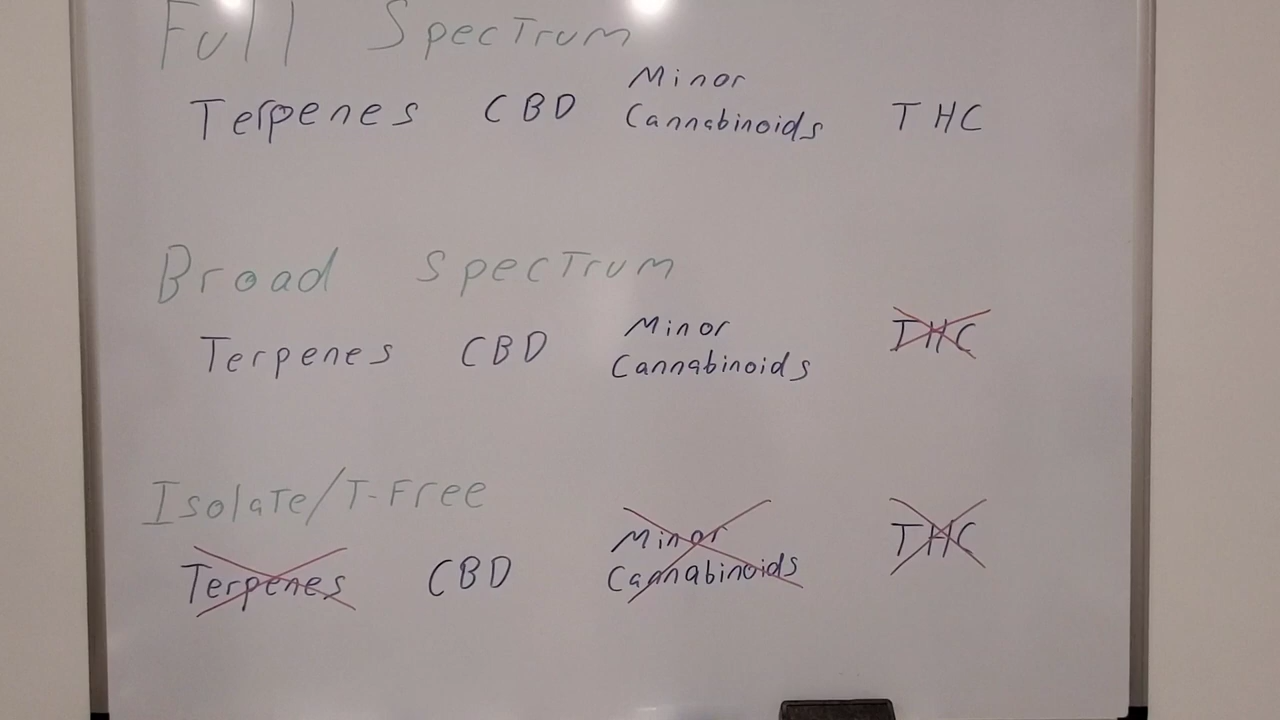 Full Spectrum
Terpenes CBD Minor Cannabinoids THC
Broad Spectrum
Terpenes CBD Minor Cannabinoids THC
Isolate/T-Free
Terpenes CBD Minor Cannabinoids THC